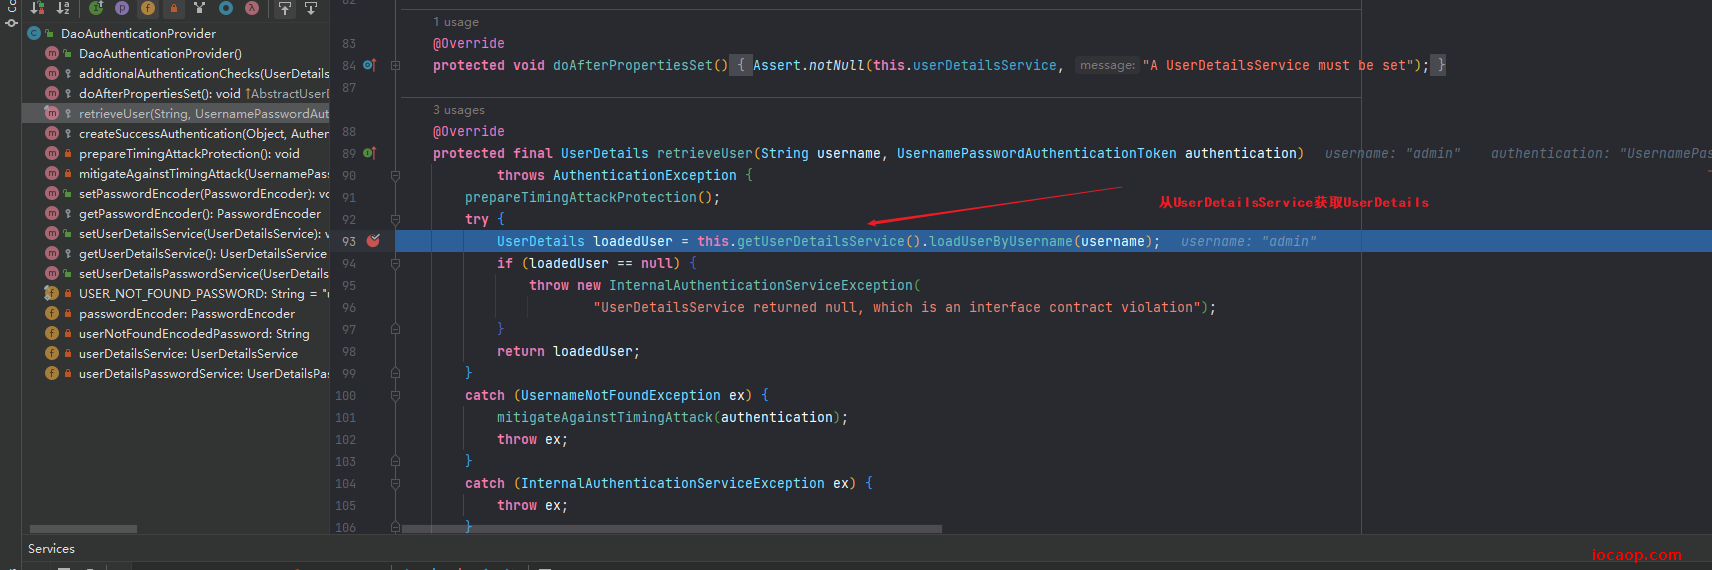 DaoAuthenticationProvider
DaoAuthenticationProvider()
additionalAuthenticationChecks(UserDetails
doAfterPropertiesSet(): void ↑AbstractUserD
retrieveUser(String, UsernamePasswordAut
createSuccessAuthentication(Object, Auther
prepareTimingAttackProtection(): void
mitigateAgainstTimingAttack(UsernamePass
setPasswordEncoder(PasswordEncoder): vo
getPasswordEncoder(): PasswordEncoder
setUserDetailsService(UserDetailsService): v
getUserDetailsService(): UserDetailsService
setUserDetailsPasswordService(UserDetails
USER_NOT_FOUND_PASSWORD: String = "u
passwordEncoder: PasswordEncoder
userNotFoundEncodedPassword: String
userDetailsService: UserDetailsService
userDetailsPasswordService: UserDetailsPas
1 usage
83 @Override
84 protected void doAfterPropertiesSet() { Assert.notNull(this.userDetailsService, message: "A UserDetailsService must be set"); }
87
3 usages
88 @Override
89 protected final UserDetails retrieveUser(String username, UsernamePasswordAuthenticationToken authentication) username: "admin" authentication: "UsernamePas
90 throws AuthenticationException {
91 prepareTimingAttackProtection();
从UserDetailsService获取UserDetails
92 try {
93 UserDetails loadedUser = this.getUserDetailsService().loadUserByUsername(username); username: "admin"
94 if (loadedUser == null) {
95 throw new InternalAuthenticationServiceException(
96 "UserDetailsService returned null, which is an interface contract violation");
97 }
98 return loadedUser;
99 }
100 catch (UsernameNotFoundException ex) {
101 mitigateAgainstTimingAttack(authentication);
102 throw ex;
103 }
104 catch (InternalAuthenticationServiceException ex) {
105 throw ex;
106 }
Services
iocaop.com